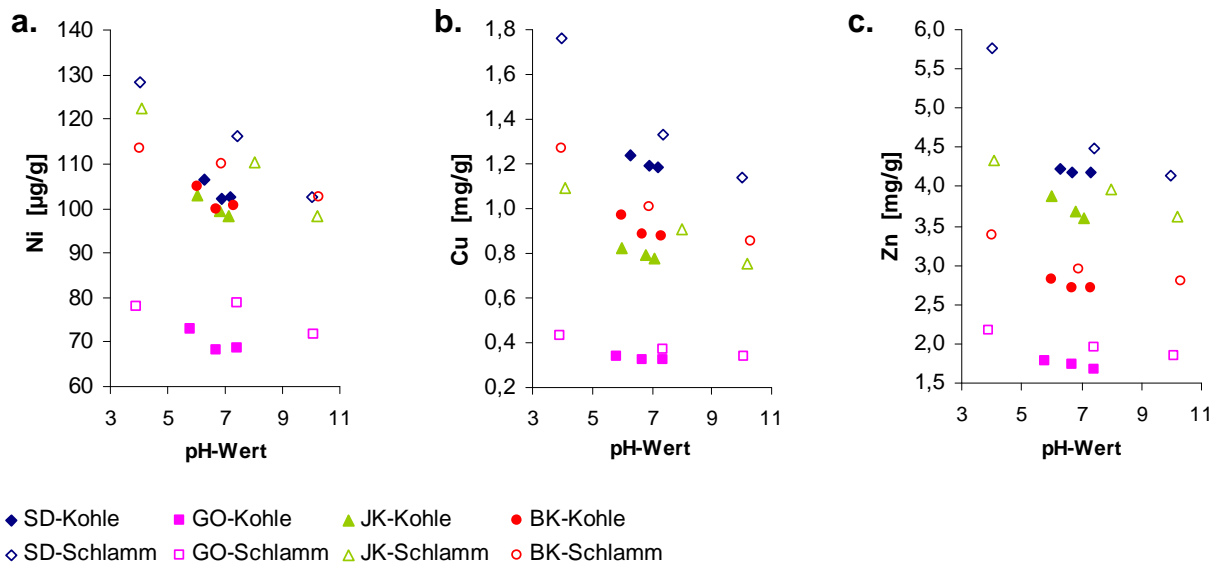 a.
140
130
120
110
100
90
80
70
60
Ni [µg/g]
3 5 7 9 11
pH-Wert
b.
1,8
1,6
1,4
1,2
1,0
0,8
0,6
0,4
0,2
Cu [mg/g]
3 5 7 9 11
pH-Wert
c.
6,0
5,5
5,0
4,5
4,0
3,5
3,0
2,5
2,0
1,5
Zn [mg/g]
3 5 7 9 11
pH-Wert
SD-Kohle GO-Kohle JK-Kohle BK-Kohle
SD-Schlamm GO-Schlamm JK-Schlamm BK-Schlamm